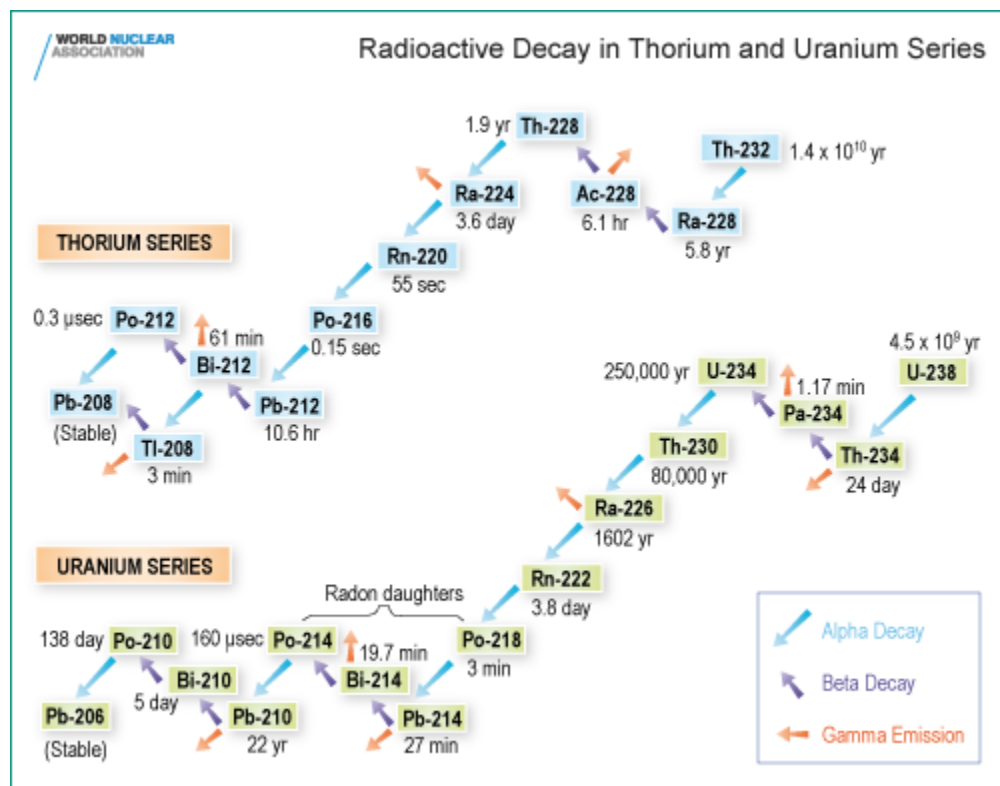 WORLD NUCLEAR
ASSOCIATION
Radioactive Decay in Thorium and Uranium Series
1.9 yr
Th-228
Th-232
1.4 x 10¹⁰ yr
Ra-224
3.6 day
Ac-228
6.1 hr
Ra-228
5.8 yr
THORIUM SERIES
Rn-220
55 sec
0.3 µsec
Po-212
61 min
Bi-212
Po-216
0.15 sec
Pb-208
(Stable)
Pb-212
10.6 hr
Tl-208
3 min
4.5 x 10⁹ yr
250,000 yr
U-234
1.17 min
U-238
Pa-234
Th-230
80,000 yr
Th-234
24 day
Ra-226
1602 yr
URANIUM SERIES
Rn-222
3.8 day
Radon daughters
138 day
Po-210
160 µsec
Po-214
19.7 min
Po-218
3 min
Bi-210
5 day
Bi-214
Pb-206
(Stable)
Pb-210
22 yr
Pb-214
27 min
Alpha Decay
Beta Decay
Gamma Emission